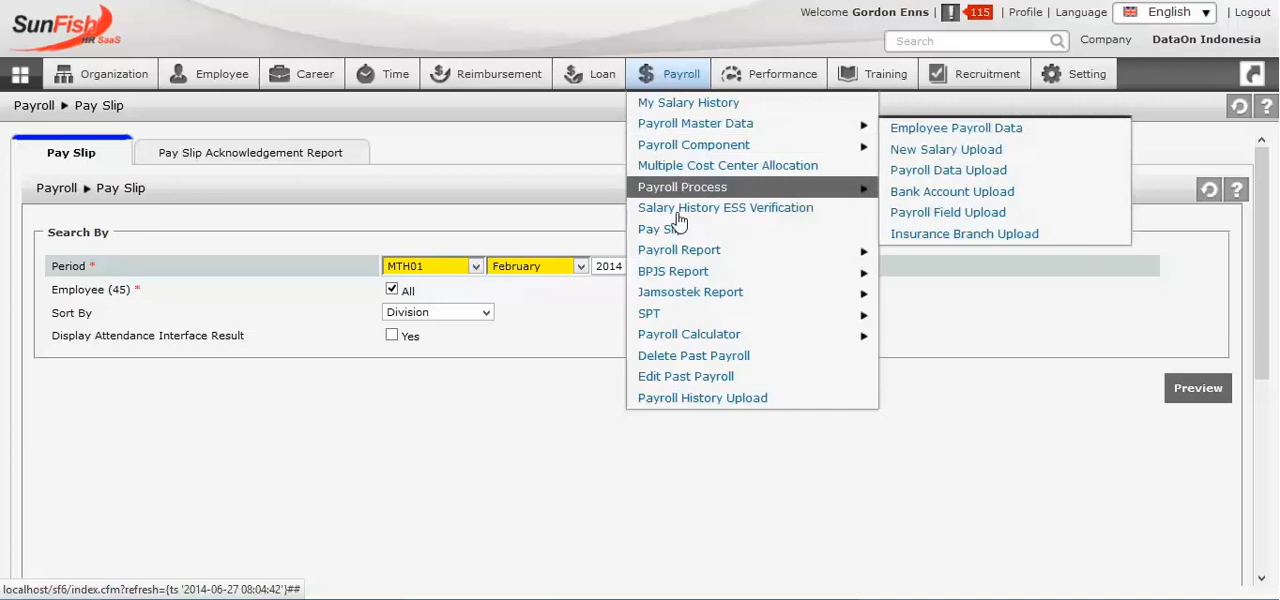 SunFish
HR SaaS
Welcome Gordon Enns | ! 115 | Profile | Language English ▼ | Logout
Search Company DataOn Indonesia
Organization Employee Career Time Reimbursement Loan Payroll Performance Training Recruitment Setting
Payroll ▶ Pay Slip
Pay Slip Pay Slip Acknowledgement Report
Payroll ▶ Pay Slip
Search By
Period * MTH01 February 2014
Employee (45) * All
Sort By Division
Display Attendance Interface Result Yes
Preview
My Salary History
Payroll Master Data
Payroll Component
Multiple Cost Center Allocation
Payroll Process
Salary History ESS Verification
Pay Sl
Payroll Report
BPJS Report
Jamsostek Report
SPT
Payroll Calculator
Delete Past Payroll
Edit Past Payroll
Payroll History Upload
Employee Payroll Data
New Salary Upload
Payroll Data Upload
Bank Account Upload
Payroll Field Upload
Insurance Branch Upload
localhost/sf6/index.cfm?refresh={ts '2014-06-27 08:04:42'}##